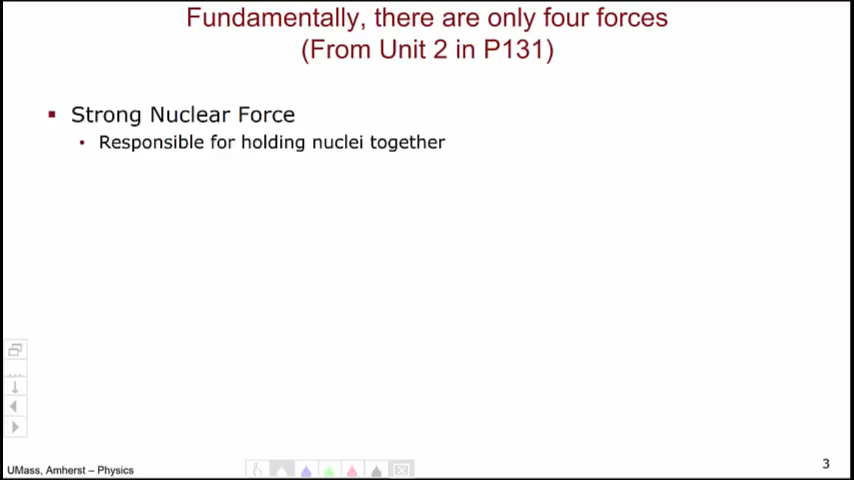 Fundamentally, there are only four forces
(From Unit 2 in P131)
Strong Nuclear Force
Responsible for holding nuclei together
UMass, Amherst – Physics
3